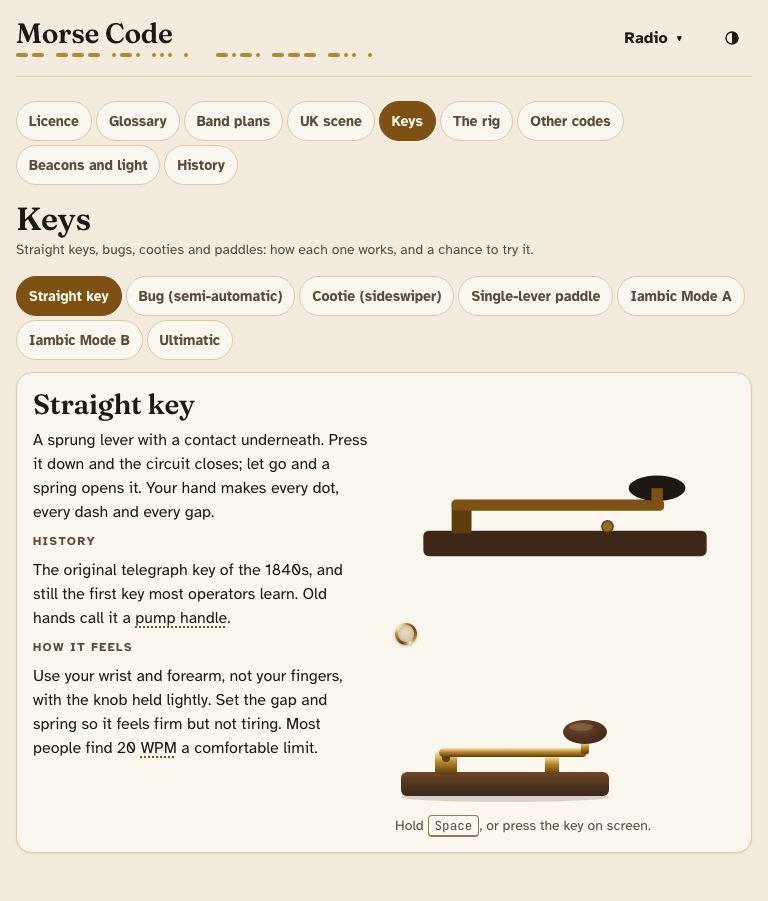 Morse Code
Radio ▾
Licence
Glossary
Band plans
UK scene
Keys
The rig
Other codes
Beacons and light
History
Keys
Straight keys, bugs, cooties and paddles: how each one works, and a chance to try it.
Straight key
Bug (semi-automatic)
Cootie (sideswiper)
Single-lever paddle
Iambic Mode A
Iambic Mode B
Ultimatic
Straight key
A sprung lever with a contact underneath. Press
it down and the circuit closes; let go and a
spring opens it. Your hand makes every dot,
every dash and every gap.
HISTORY
The original telegraph key of the 1840s, and
still the first key most operators learn. Old
hands call it a pump handle.
HOW IT FEELS
Use your wrist and forearm, not your fingers,
with the knob held lightly. Set the gap and
spring so it feels firm but not tiring. Most
people find 20 WPM a comfortable limit.
Hold Space, or press the key on screen.